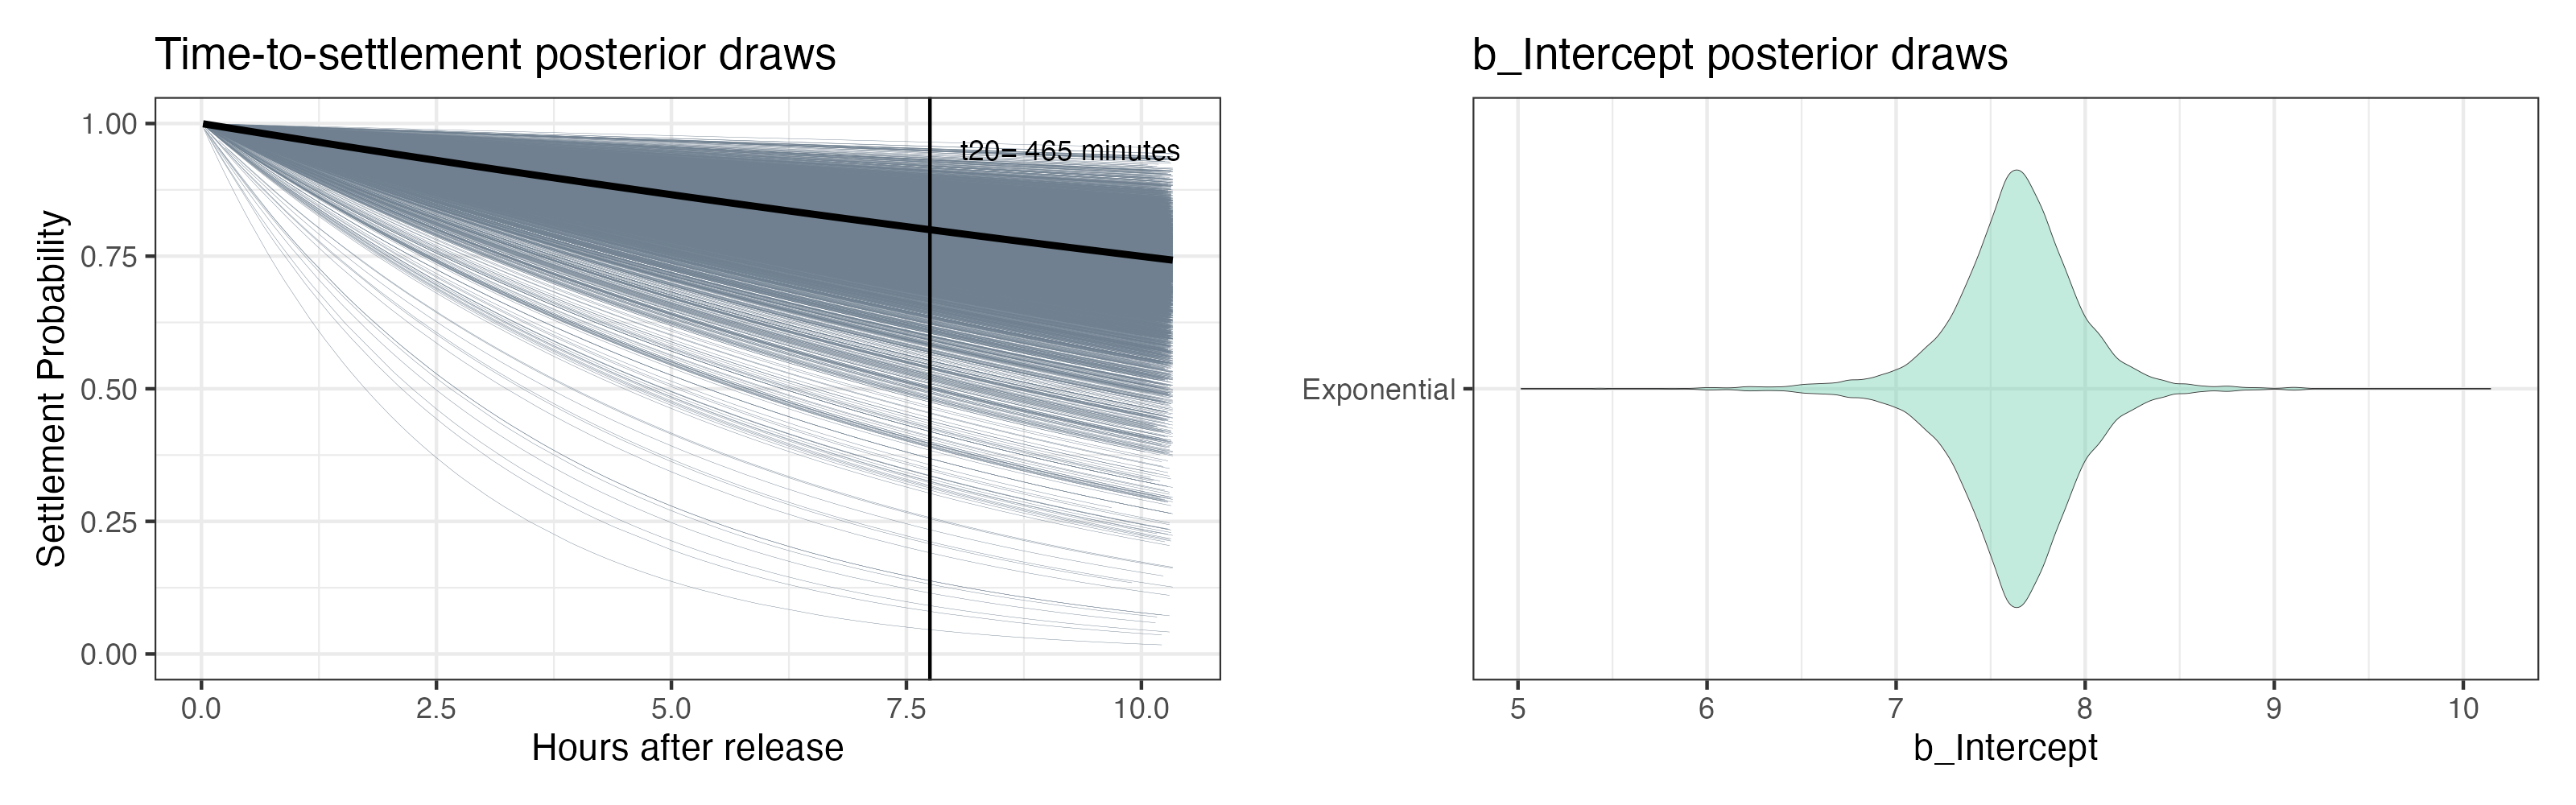 Time-to-settlement posterior draws
Settlement Probability
1.00
0.75
0.50
0.25
0.00
t20= 465 minutes
0.0 2.5 5.0 7.5 10.0
Hours after release
b_Intercept posterior draws
Exponential
5 6 7 8 9 10
b_Intercept